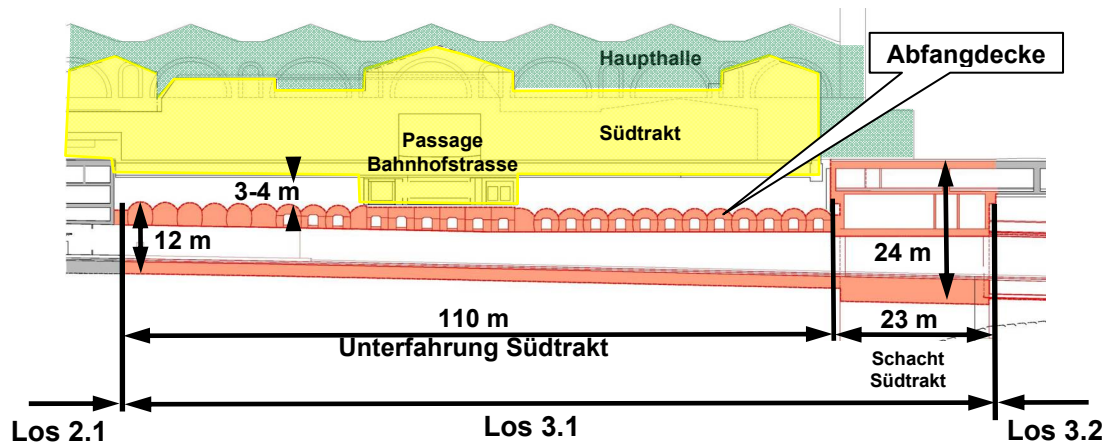 Haupthalle
Abfangdecke
Südtrakt
Passage
Bahnhofstrasse
3-4 m
12 m
24 m
110 m
23 m
Unterfahrung Südtrakt
Schacht
Südtrakt
Los 2.1
Los 3.1
Los 3.2